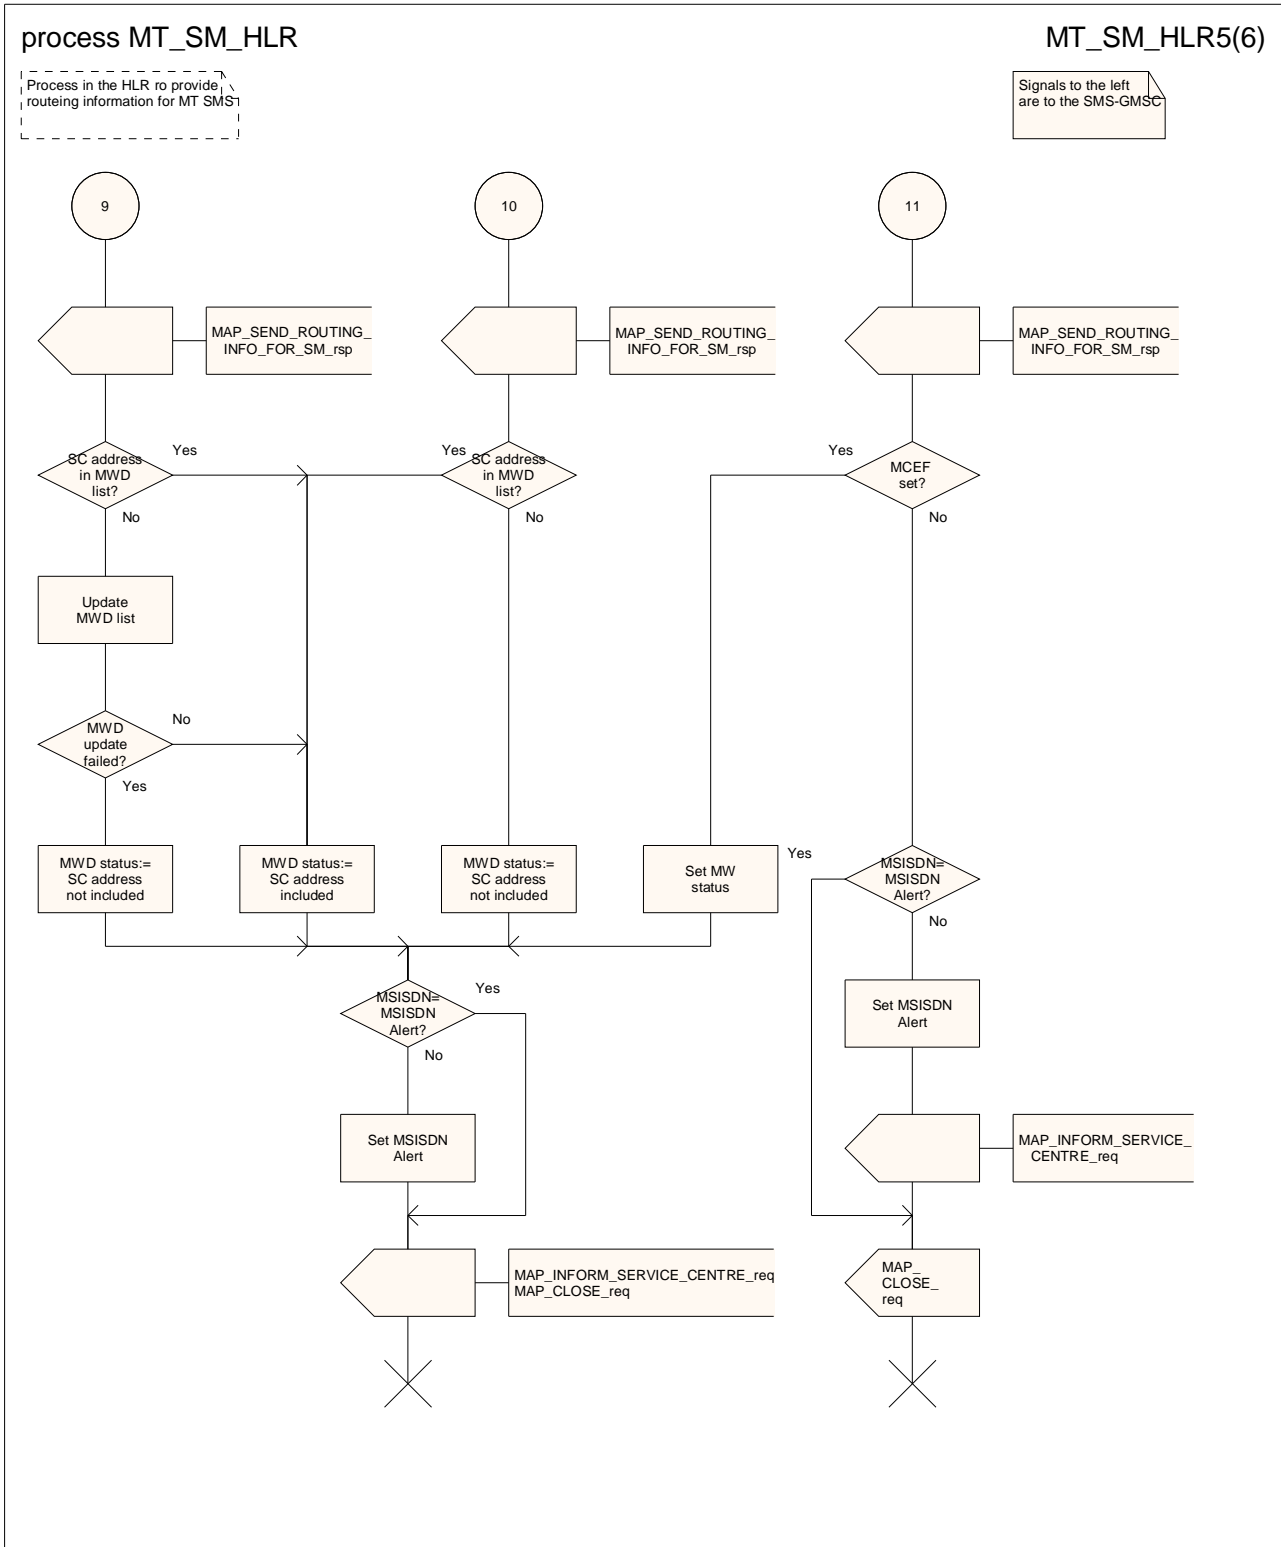 process MT_SM_HLR
MT_SM_HLR5(6)
Process in the HLR ro provide
routeing information for MT SMS
Signals to the left
are to the SMS-GMSC
9
10
11
MAP_SEND_ROUTING_
INFO_FOR_SM_rsp
MAP_SEND_ROUTING_
INFO_FOR_SM_rsp
MAP_SEND_ROUTING_
INFO_FOR_SM_rsp
SC address
in MWD
list?
Yes
No
Yes
SC address
in MWD
list?
No
Yes
MCEF
set?
No
Update
MWD list
MWD
update
failed?
No
Yes
MWD status:=
SC address
not included
MWD status:=
SC address
included
MWD status:=
SC address
not included
Set MW
status
Yes
MSISDN=
MSISDN
Alert?
No
MSISDN=
MSISDN
Alert?
Yes
No
Set MSISDN
Alert
Set MSISDN
Alert
MAP_INFORM_SERVICE_
CENTRE_req
MAP_INFORM_SERVICE_CENTRE_req
MAP_CLOSE_req
MAP_
CLOSE_
req